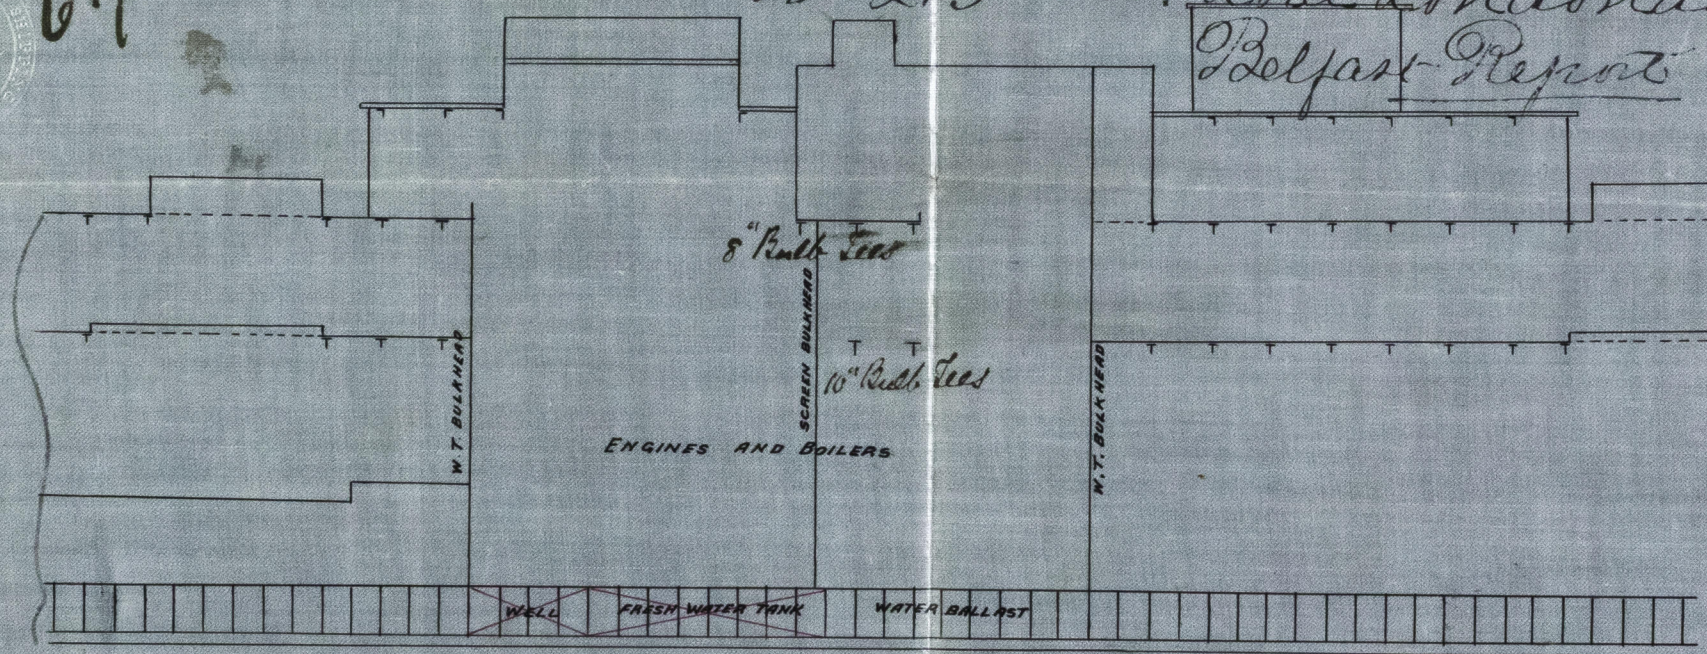 Belfast Report
8" Bulb Tees
10" Bulb Tees
W.T. BULKHEAD
SCREEN BULKHEAD
W.T. BULKHEAD
ENGINES AND BOILERS
WELL
FRESH WATER TANK
WATER BALLAST